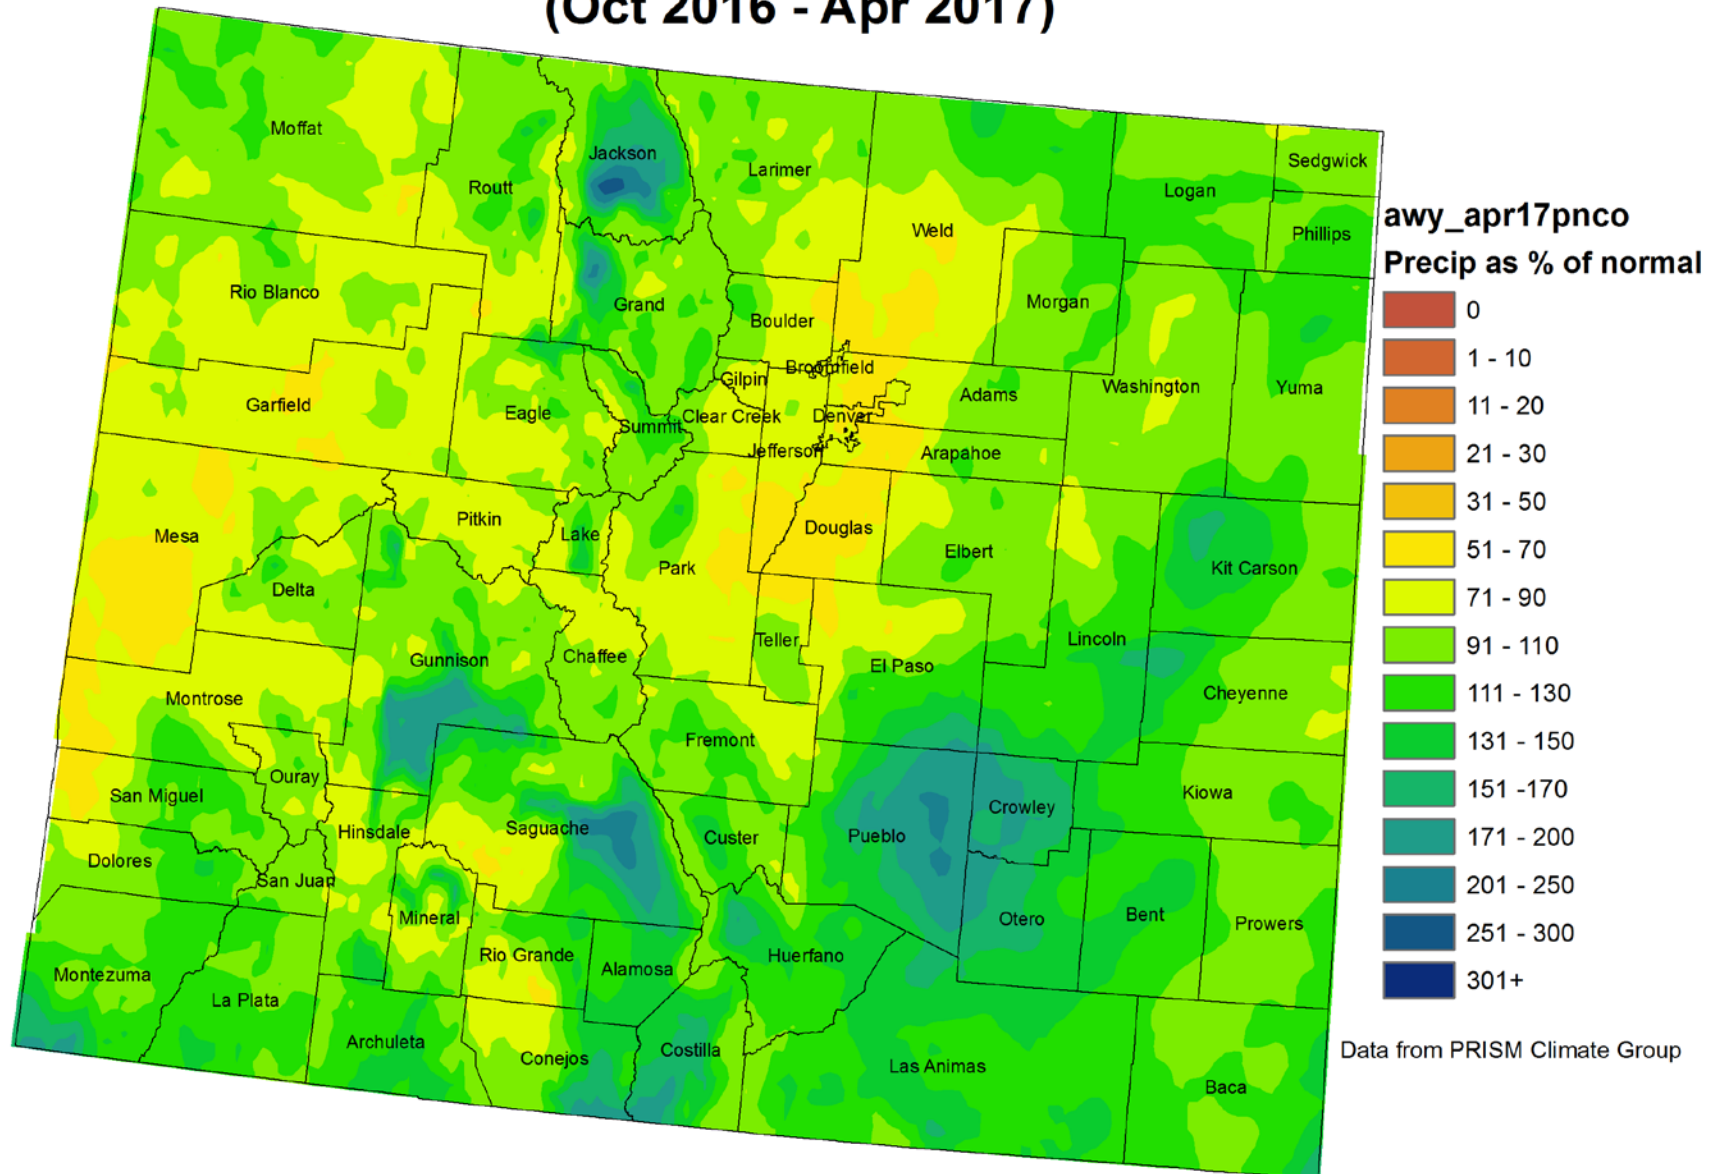 (Oct 2016 - Apr 2017)
Moffat
Routt
Jackson
Larimer
Weld
Logan
Sedgwick
Phillips
Rio Blanco
Grand
Boulder
Morgan
Washington
Yuma
Garfield
Eagle
Summit
Gilpin
Clear Creek
Broomfield
Denver
Jefferson
Adams
Arapahoe
Mesa
Pitkin
Lake
Park
Douglas
Elbert
Kit Carson
Delta
Gunnison
Chaffee
Teller
El Paso
Lincoln
Cheyenne
Montrose
Ouray
Fremont
San Miguel
Hinsdale
Saguache
Custer
Pueblo
Crowley
Kiowa
Dolores
San Juan
Mineral
Rio Grande
Alamosa
Huerfano
Otero
Bent
Prowers
Montezuma
La Plata
Archuleta
Conejos
Costilla
Las Animas
Baca
awy_apr17pnco
Precip as % of normal
0
1 - 10
11 - 20
21 - 30
31 - 50
51 - 70
71 - 90
91 - 110
111 - 130
131 - 150
151 -170
171 - 200
201 - 250
251 - 300
301+
Data from PRISM Climate Group